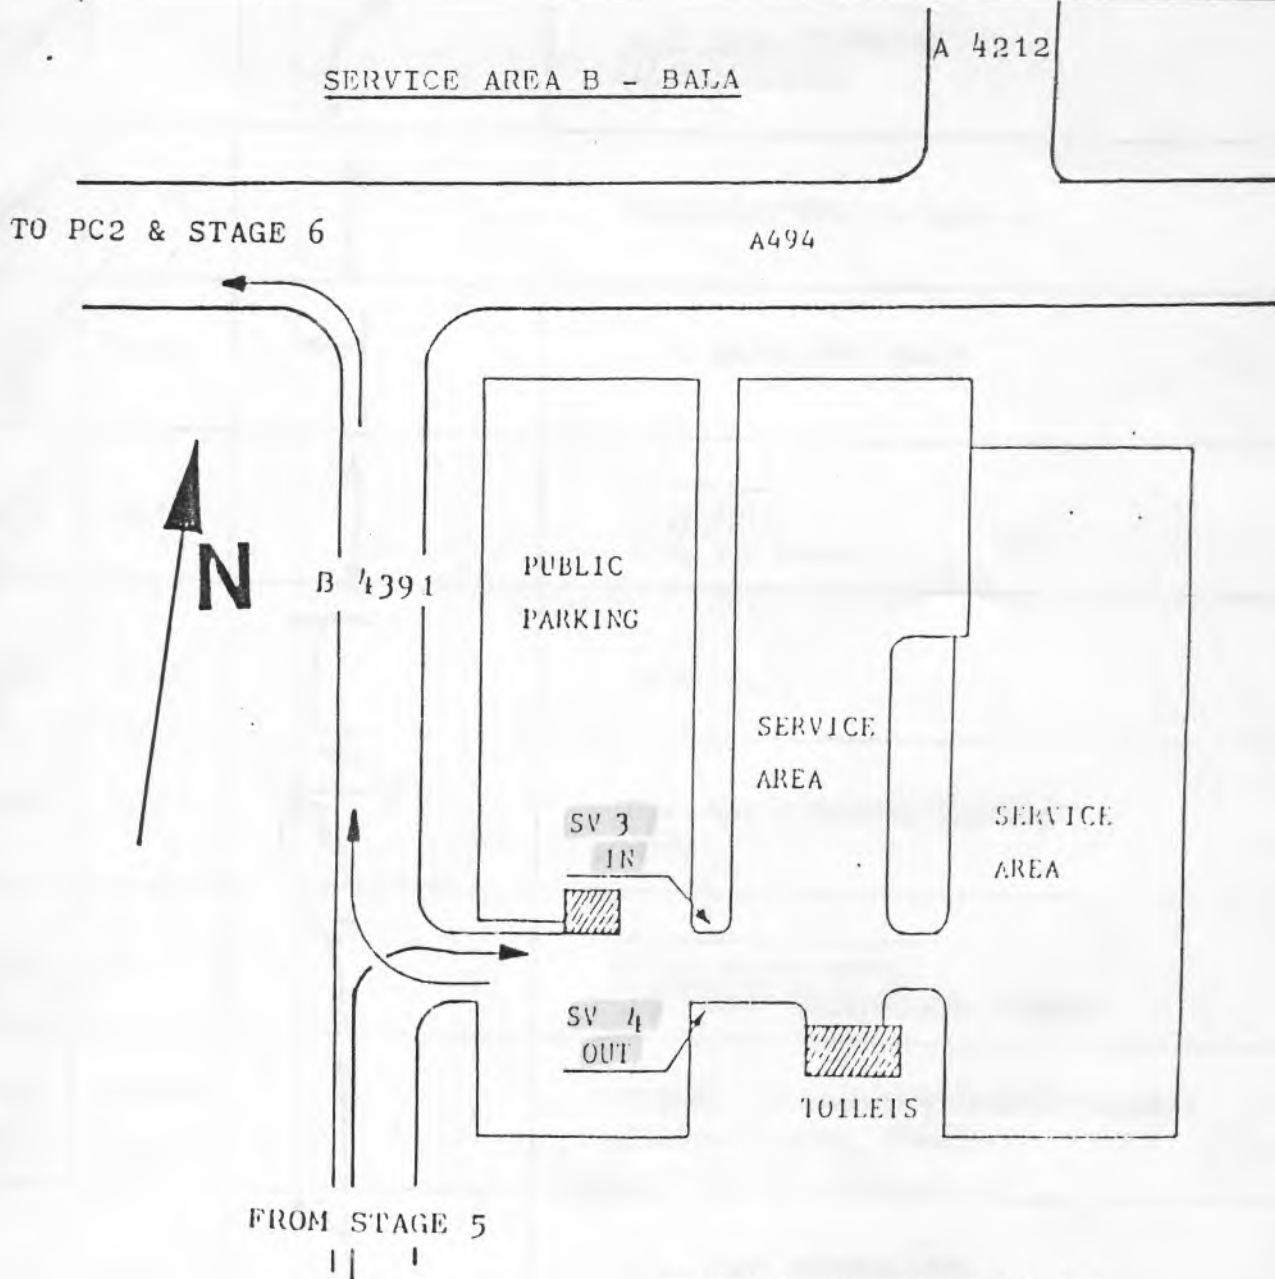 A 4212
SERVICE AREA B - BALA
TO PC2 & STAGE 6
A494
N
B 4391
PUBLIC
PARKING
SERVICE
AREA
SERVICE
AREA
SV 3
IN
SV 4
OUT
TOILETS
FROM STAGE 5